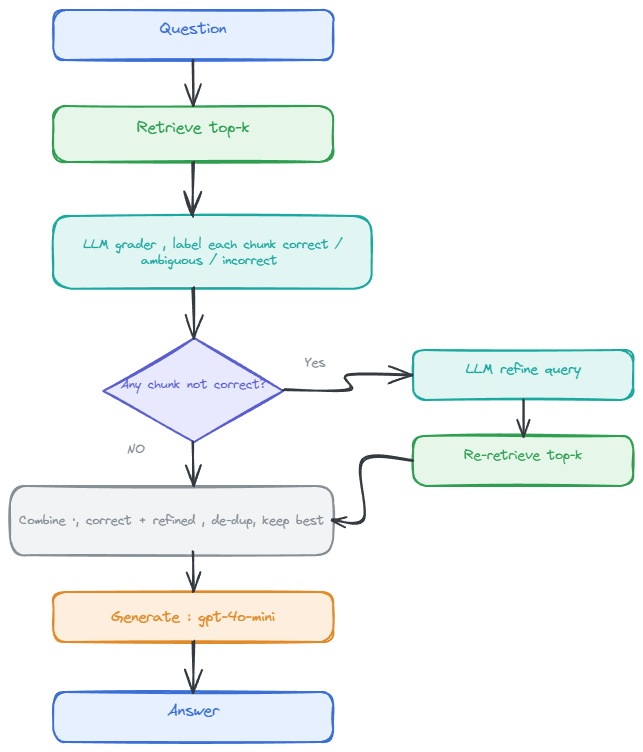 Question
Retrieve top-k
LLM grader , label each chunk correct /
ambiguous / incorrect
Any chunk not correct?
Yes
LLM refine query
Re-retrieve top-k
NO
Combine :, correct + refined , de-dup, keep best
Generate : gpt-4o-mini
Answer